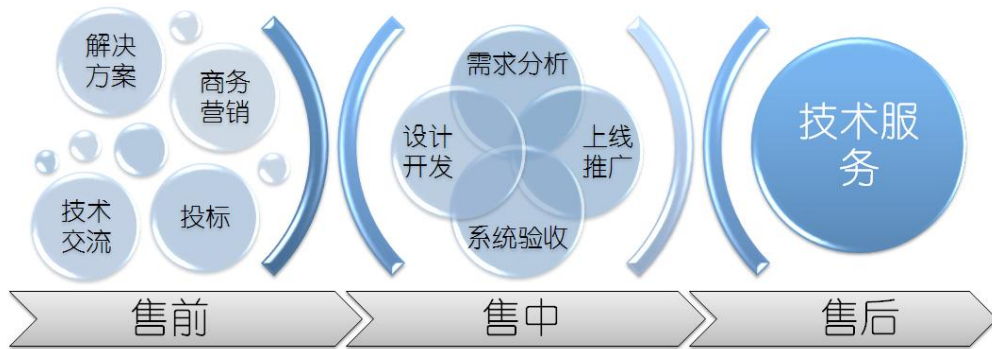 解决
方案
商务
营销
技术
交流
投标
需求分析
设计
开发
上线
推广
系统验收
技术服
务
售前
售中
售后